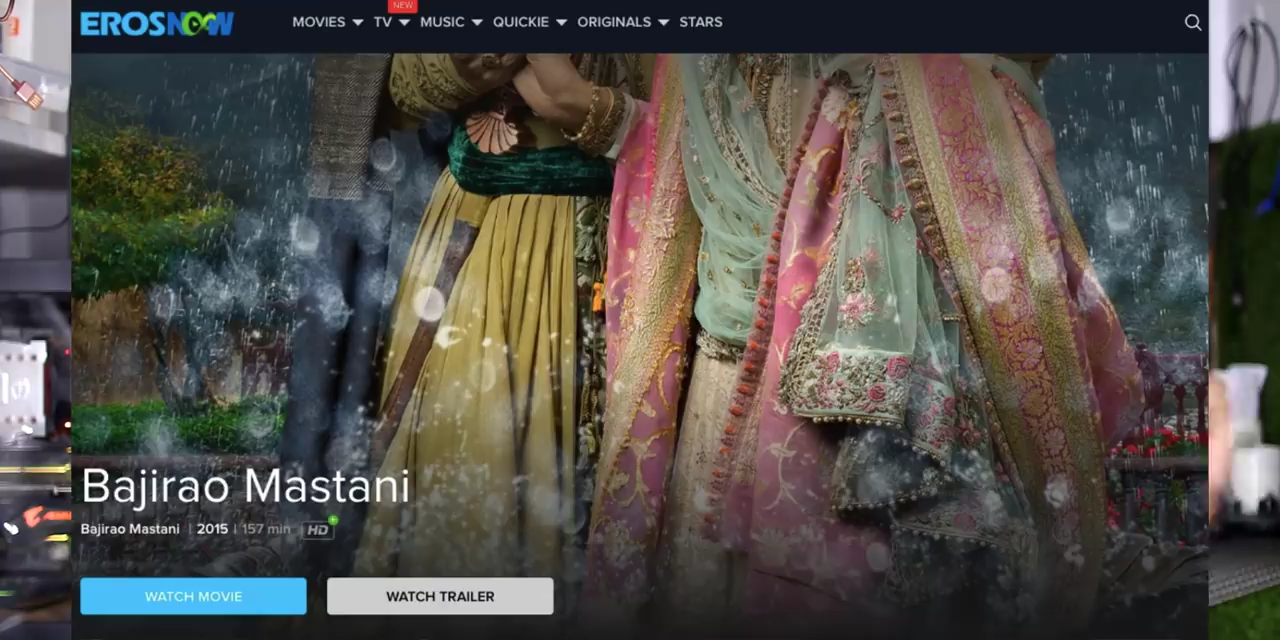 EROSNOW
MOVIES TV NEW MUSIC QUICKIE ORIGINALS STARS
Bajirao Mastani
Bajirao Mastani | 2015 | 157 min HD+
WATCH MOVIE WATCH TRAILER